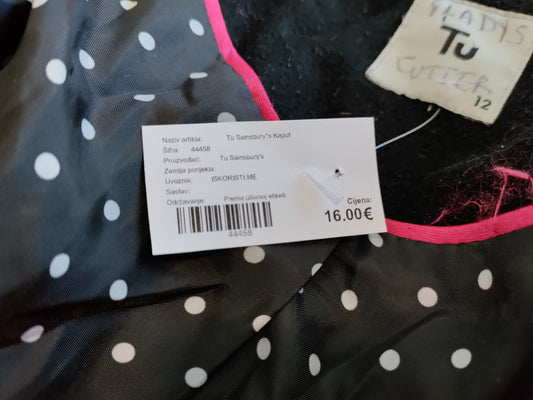 GLADYS
Tu
CUTTER
12
Naziv artikla: Tu Sainsbury's Kaput
Šifra: 44458
Proizvođač: Tu Sainsbury's
Zemlja porijekla:
Uvoznik: ISKORISTI.ME
Sastav:
Održavanje: Prema ušivnoj etiketi
Cijena:
16.00€
44458